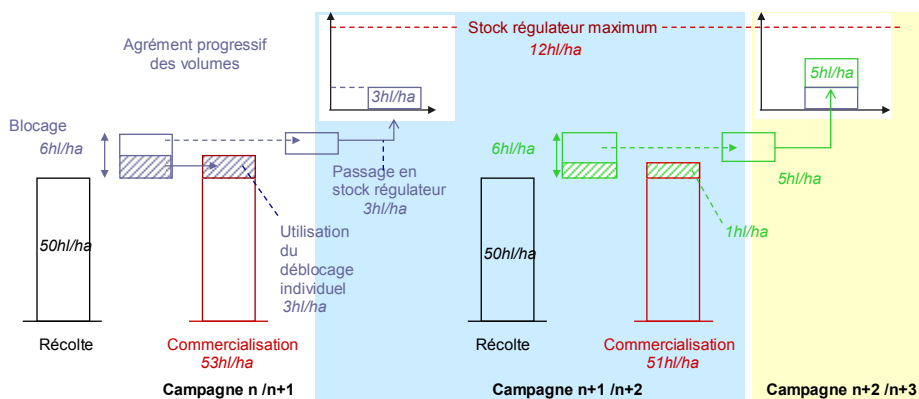 Agrément progressif
des volumes
Stock régulateur maximum
12hl/ha
3hl/ha
5hl/ha
Blocage
6hl/ha
6hl/ha
Passage en
stock régulateur
3hl/ha
5hl/ha
50hl/ha
Utilisation
du
déblocage
individuel
3hl/ha
50hl/ha
1hl/ha
Récolte
Commercialisation
53hl/ha
Récolte
Commercialisation
51hl/ha
Campagne n /n+1
Campagne n+1 /n+2
Campagne n+2 /n+3